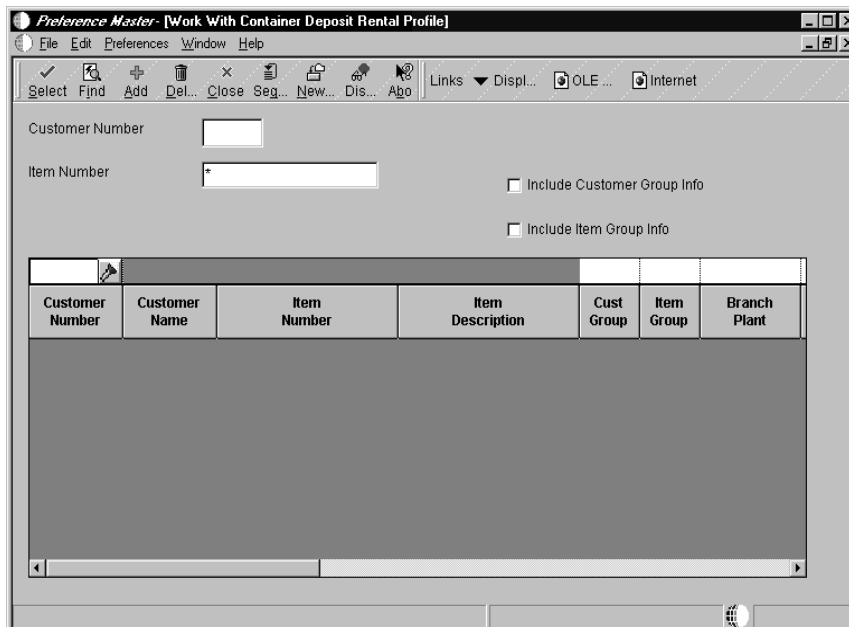 Preference Master - [Work With Container Deposit Rental Profile]
File Edit Preferences Window Help
Select Find Add Del... Close Seq... New... Dis... Abo Links Displ... OLE ... Internet
Customer Number
Item Number *
Include Customer Group Info
Include Item Group Info
Customer Number Customer Name Item Number Item Description Cust Group Item Group Branch Plant